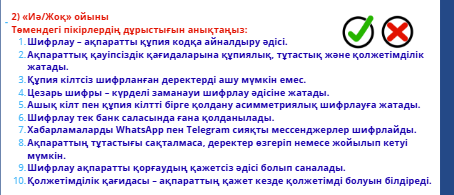 2) «Иә/Жоқ» ойыны
Төмендегі пікірлердің дұрыстығын анықтаңыз:
1. Шифрлау – ақпаратты құпия кодқа айналдыру әдісі.
2. Ақпараттық қауіпсіздік қағидаларына құпиялық, тұтастық және қолжетімділік
жатады.
3. Құпия кілтсіз шифрланған деректерді ашу мүмкін емес.
4. Цезарь шифры – күрделі заманауи шифрлау әдісіне жатады.
5. Ашық кілт пен құпия кілтті бірге қолдану асимметриялық шифрлауға жатады.
6. Шифрлау тек банк саласында ғана қолданылады.
7. Хабарламаларды WhatsApp пен Telegram сияқты мессенджерлер шифрлайды.
8. Ақпараттың тұтастығы сақталмаса, деректер өзгеріп немесе жойылып кетуі
мүмкін.
9. Шифрлау ақпаратты қорғаудың қажетсіз әдісі болып саналады.
10. Қолжетімділік қағидасы – ақпараттың қажет кезде қолжетімді болуын білдіреді.